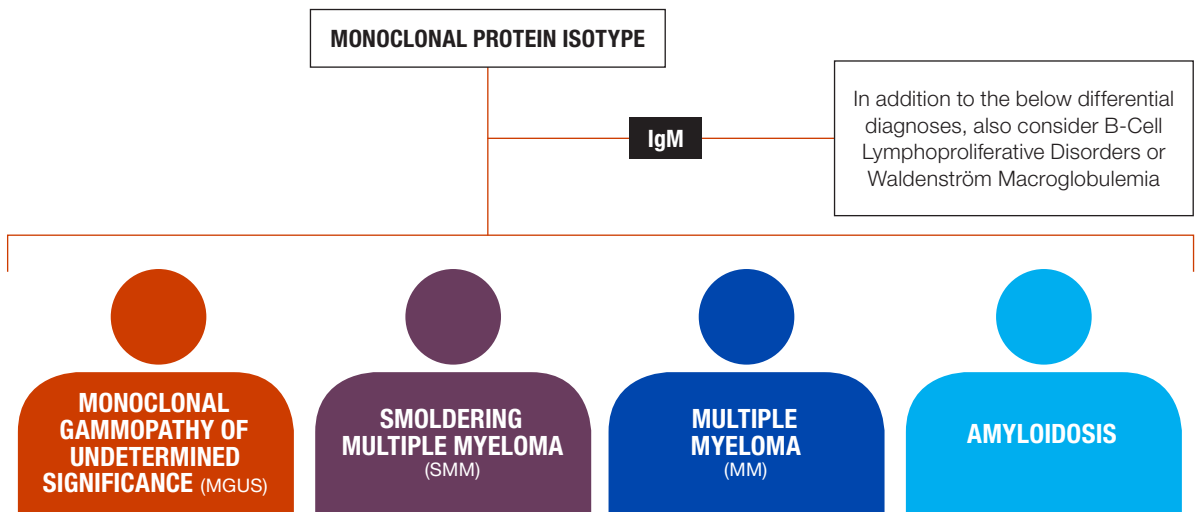 MONOCLONAL PROTEIN ISOTYPE
IgM
In addition to the below differential
diagnoses, also consider B-Cell
Lymphoproliferative Disorders or
Waldenström Macroglobulemia
MONOCLONAL
GAMMOPATHY OF
UNDETERMINED
SIGNIFICANCE (MGUS)
SMOLDERING
MULTIPLE MYELOMA
(SMM)
MULTIPLE
MYELOMA
(MM)
AMYLOIDOSIS